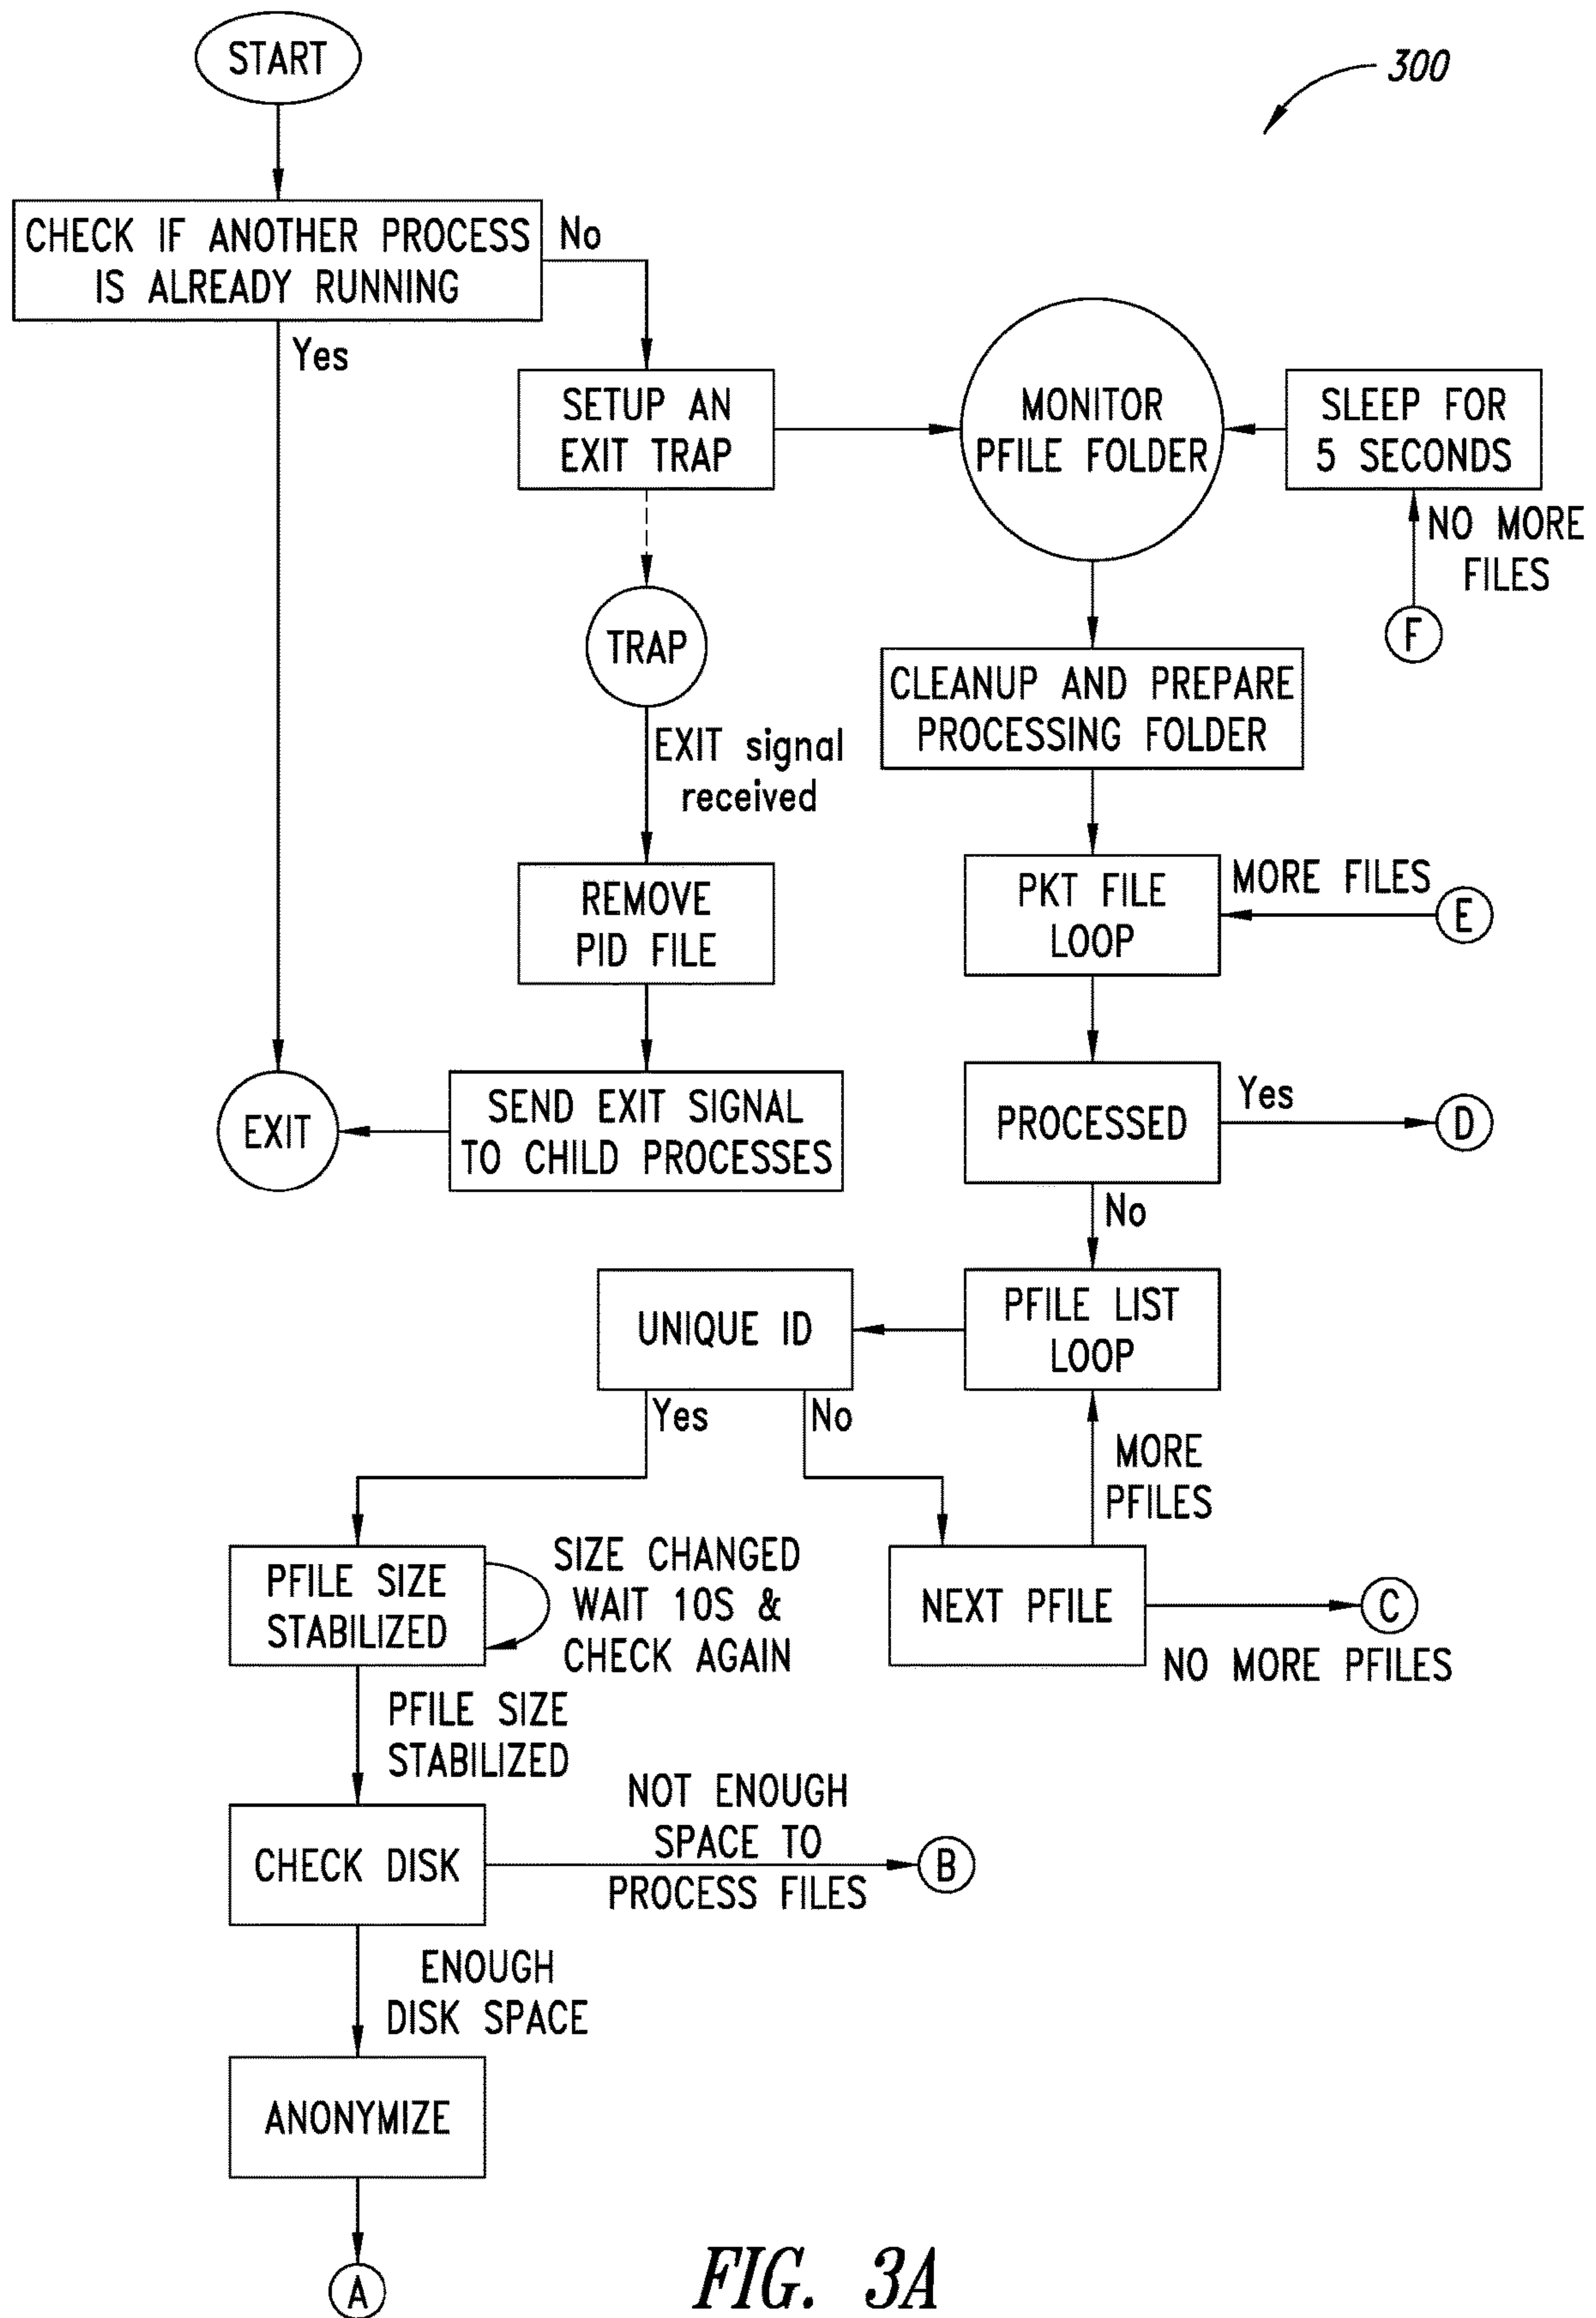 START
300
CHECK IF ANOTHER PROCESS
IS ALREADY RUNNING
No
Yes
SETUP AN
EXIT TRAP
MONITOR
PFILE FOLDER
SLEEP FOR
5 SECONDS
NO MORE
FILES
F
TRAP
CLEANUP AND PREPARE
PROCESSING FOLDER
EXIT signal
received
REMOVE
PID FILE
PKT FILE
LOOP
MORE FILES
E
EXIT
SEND EXIT SIGNAL
TO CHILD PROCESSES
PROCESSED
Yes
D
No
UNIQUE ID
PFILE LIST
LOOP
Yes
No
MORE
PFILES
PFILE SIZE
STABILIZED
SIZE CHANGED
WAIT 10S &
CHECK AGAIN
NEXT PFILE
C
NO MORE PFILES
PFILE SIZE
STABILIZED
CHECK DISK
NOT ENOUGH
SPACE TO
PROCESS FILES
B
ENOUGH
DISK SPACE
ANONYMIZE
A
FIG. 3A